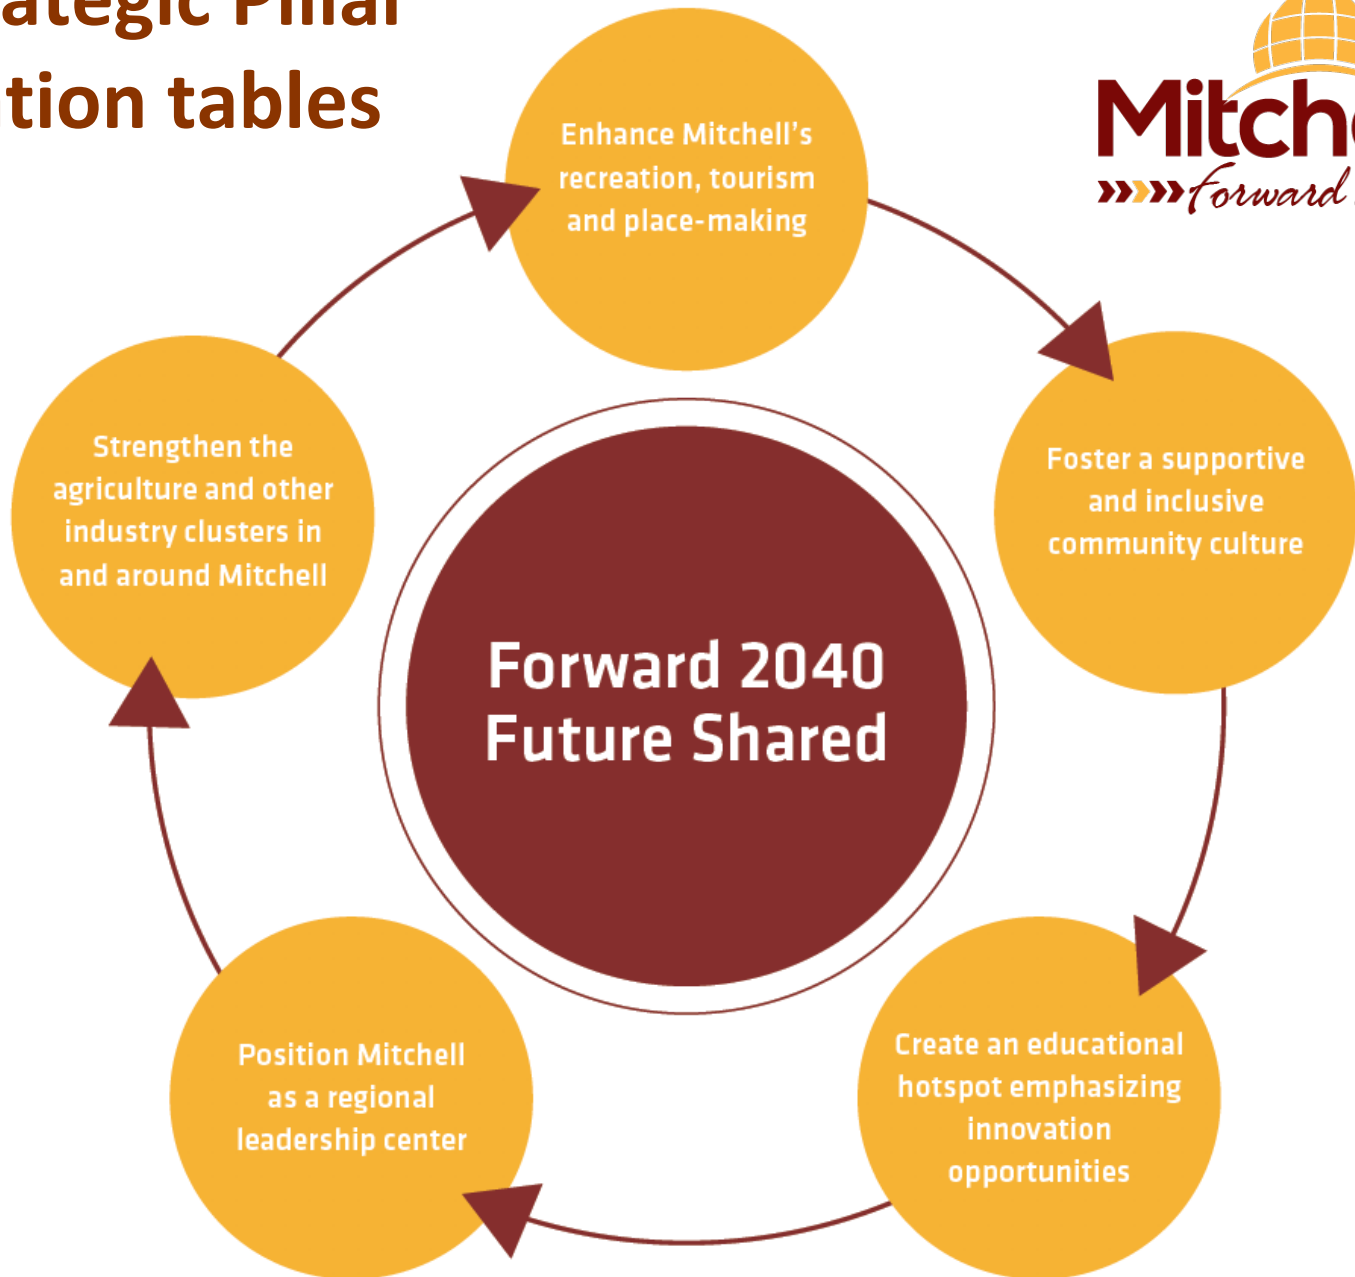 ategic Pillar
tion tables
Mitch
Forward
Enhance Mitchell's
recreation, tourism
and place-making
Foster a supportive
and inclusive
community culture
Create an educational
hotspot emphasizing
innovation
opportunities
Position Mitchell
as a regional
leadership center
Strengthen the
agriculture and other
industry clusters in
and around Mitchell
Forward 2040
Future Shared